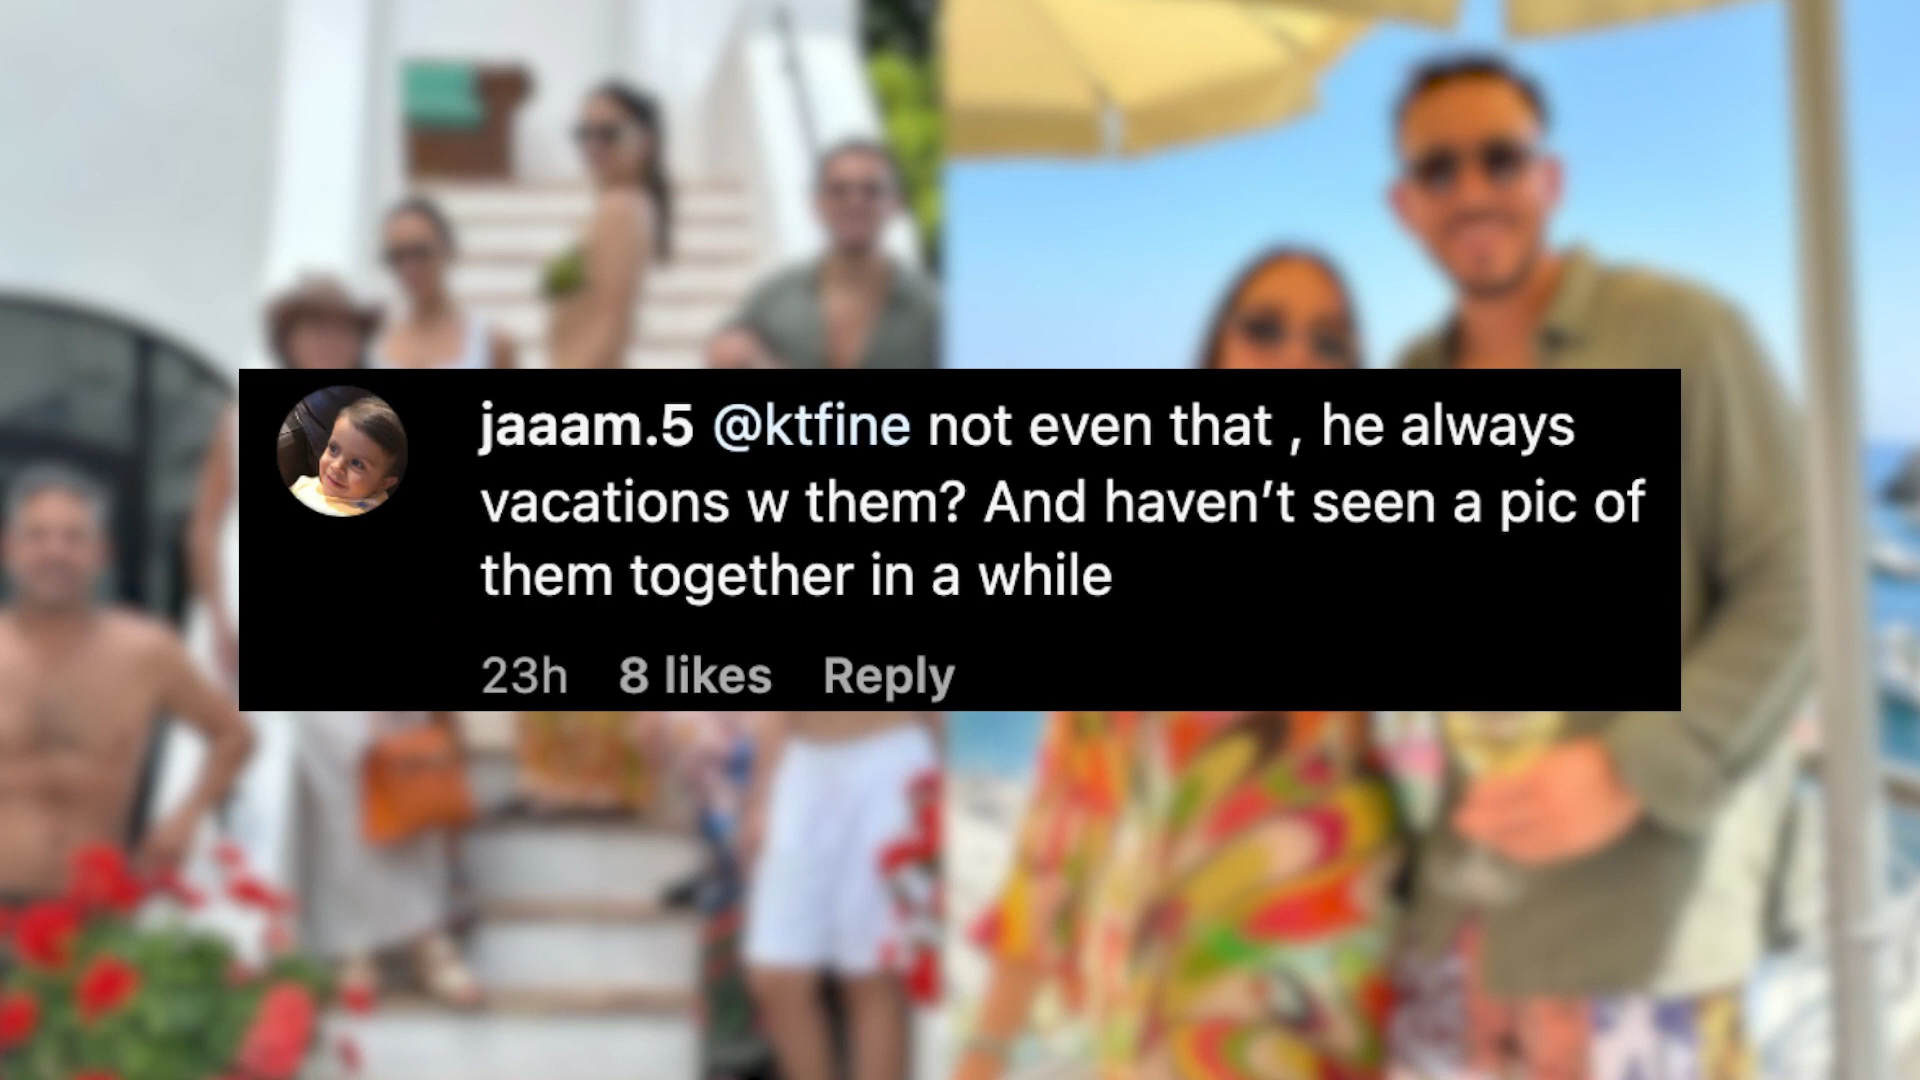 jaaam.5 @ktfine not even that , he always
vacations w them? And haven’t seen a pic of
them together in a while
23h 8 likes Reply